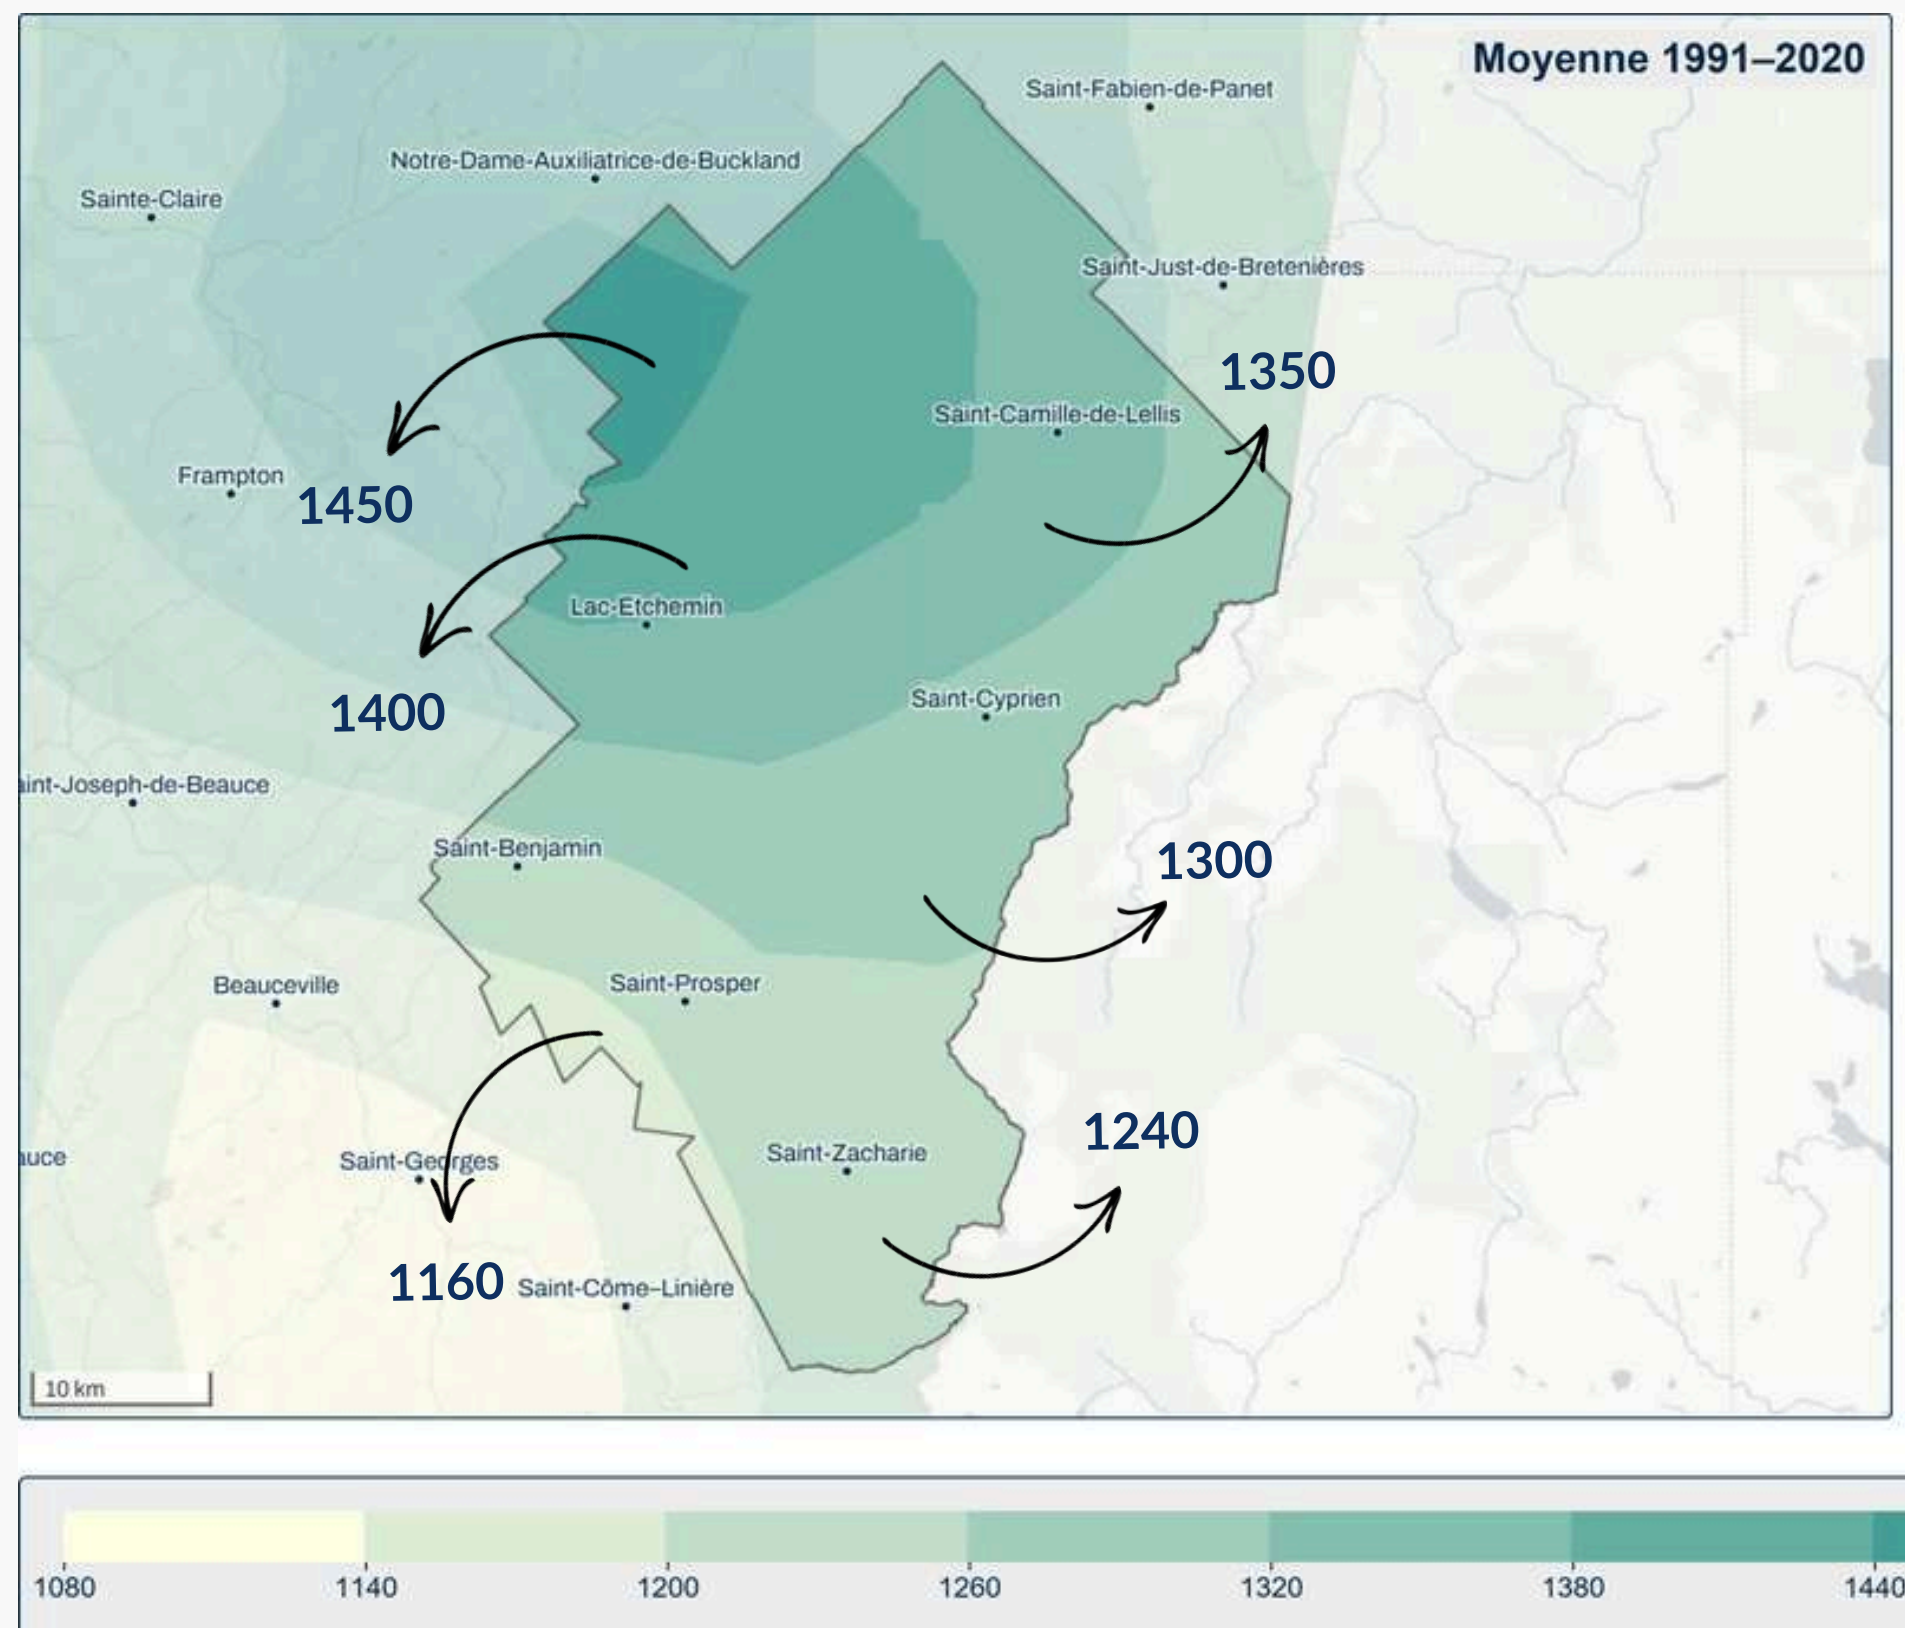 Moyenne 1991–2020
Saint-Fabien-de-Panet
Notre-Dame-Auxiliatrice-de-Buckland
Sainte-Claire
Saint-Just-de-Bretenières
1350
Saint-Camille-de-Lellis
Frampton
1450
Lac-Etchemin
1400
Saint-Cyprien
aint-Joseph-de-Beauce
Saint-Benjamin
1300
Saint-Prosper
Beauceville
1240
Saint-Zacharie
auce
Saint-Georges
1160
Saint-Côme–Linière
10 km
1080 1140 1200 1260 1320 1380 1440